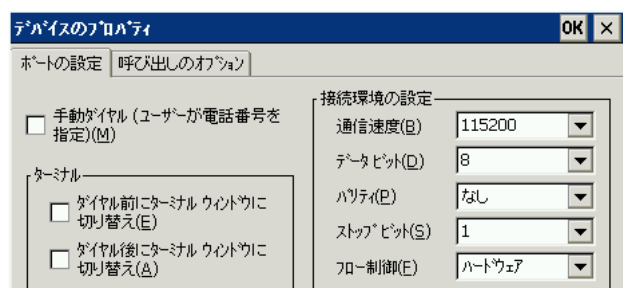 デバイスのプロパティ OK ×
ポートの設定 呼び出しのオプション
手動ダイヤル (ユーザーが電話番号を
指定)(M)
ターミナル
ダイヤル前にターミナル ウィンドウに
切り替え(E)
ダイヤル後にターミナル ウィンドウに
切り替え(A)
接続環境の設定
通信速度(B) 115200
データ ビット(D) 8
パリティ(P) なし
ストップ ビット(S) 1
フロー制御(F) ハードウェア